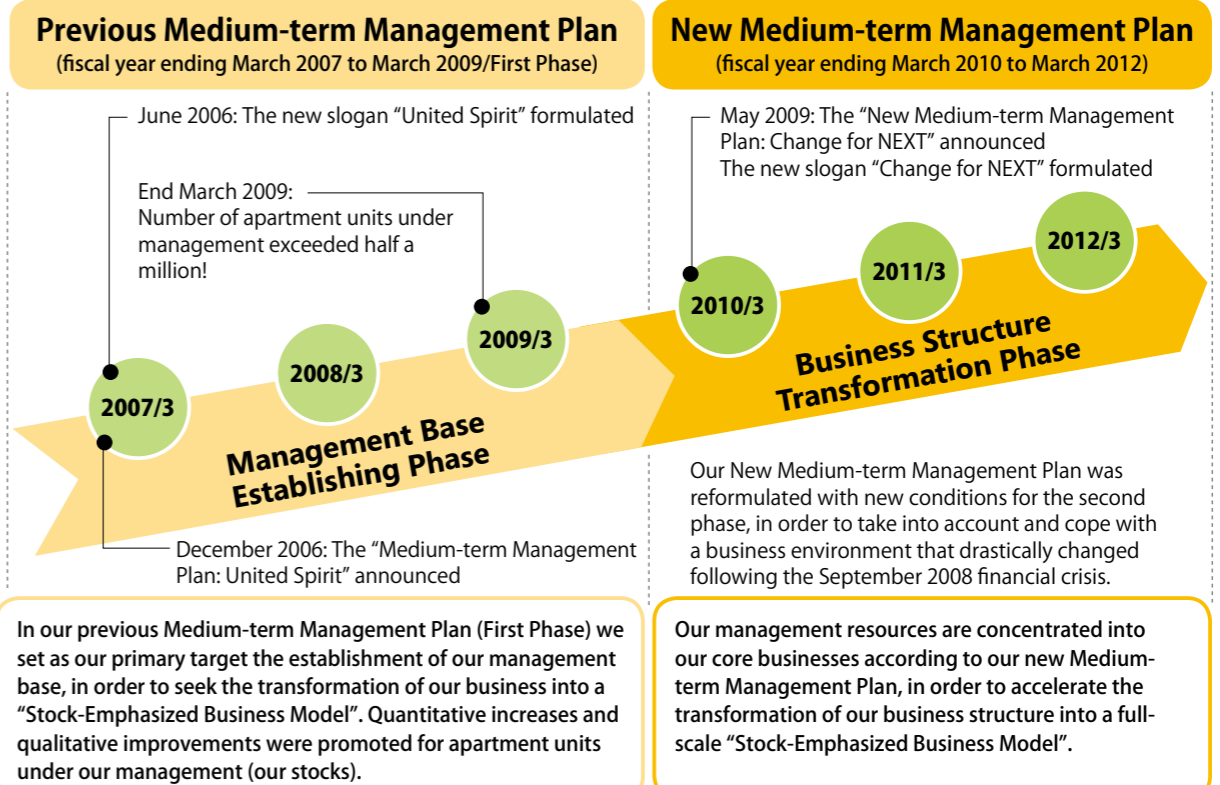 Previous Medium-term Management Plan
(fiscal year ending March 2007 to March 2009/First Phase)
New Medium-term Management Plan
(fiscal year ending March 2010 to March 2012)
June 2006: The new slogan “United Spirit” formulated
End March 2009:
Number of apartment units under
management exceeded half a
million!
May 2009: The “New Medium-term Management
Plan: Change for NEXT” announced
The new slogan “Change for NEXT” formulated
2007/3
2008/3
2009/3
2010/3
2011/3
2012/3
Management Base
Establishing Phase
Business Structure
Transformation Phase
December 2006: The “Medium-term Management
Plan: United Spirit” announced
Our New Medium-term Management Plan was
reformulated with new conditions for the second
phase, in order to take into account and cope with
a business environment that drastically changed
following the September 2008 financial crisis.
In our previous Medium-term Management Plan (First Phase) we
set as our primary target the establishment of our management
base, in order to seek the transformation of our business into a
“Stock-Emphasized Business Model”. Quantitative increases and
qualitative improvements were promoted for apartment units
under our management (our stocks).
Our management resources are concentrated into
our core businesses according to our new Medium-
term Management Plan, in order to accelerate the
transformation of our business structure into a full-
scale “Stock-Emphasized Business Model”.